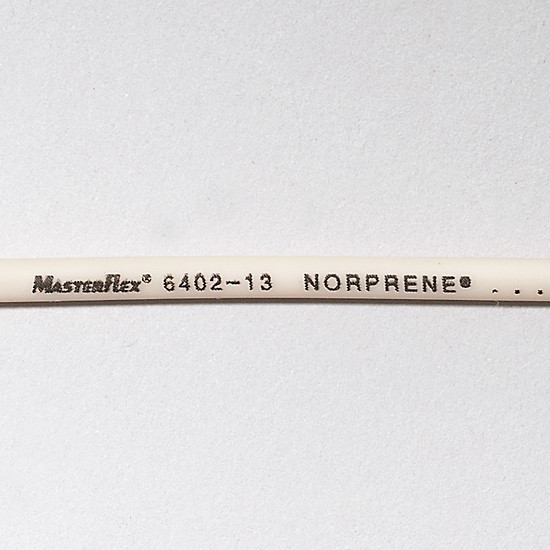 MASTERFLEX® 6402-13 NORPRENE® . . . .